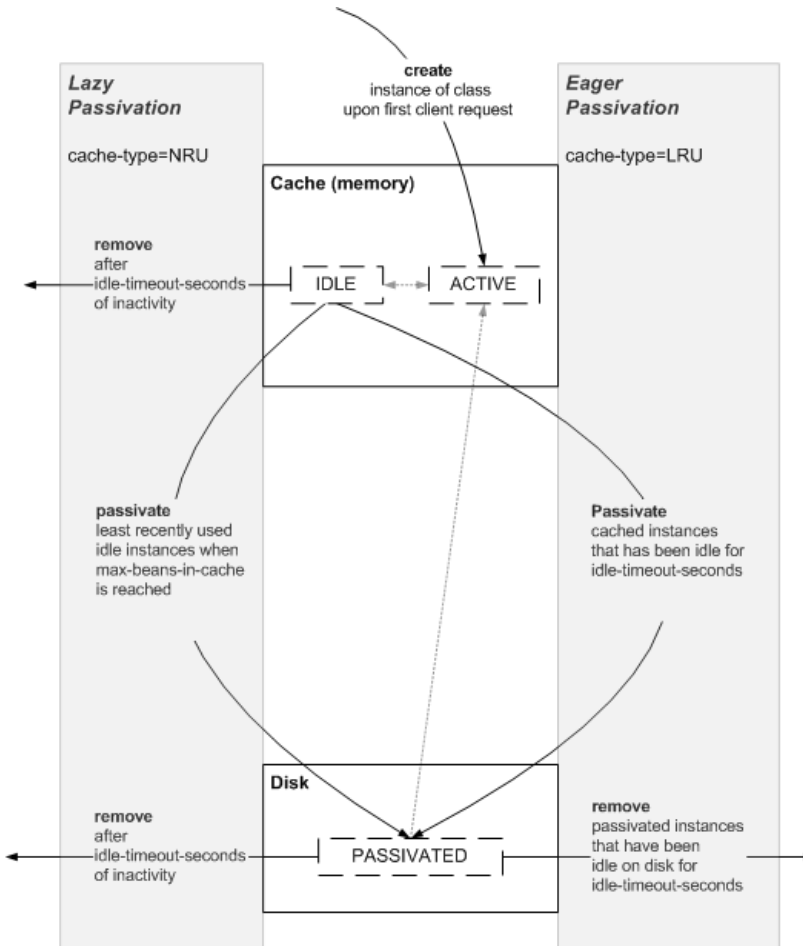 Lazy
Passivation
cache-type=NRU
create
instance of class
upon first client request
Eager
Passivation
cache-type=LRU
Cache (memory)
remove
after
idle-timeout-seconds
of inactivity
IDLE
ACTIVE
passivate
least recently used
idle instances when
max-beans-in-cache
is reached
Passivate
cached instances
that has been idle for
idle-timeout-seconds
Disk
remove
after
idle-timeout-seconds
of inactivity
PASSIVATED
remove
passivated instances
that have been
idle on disk for
idle-timeout-seconds